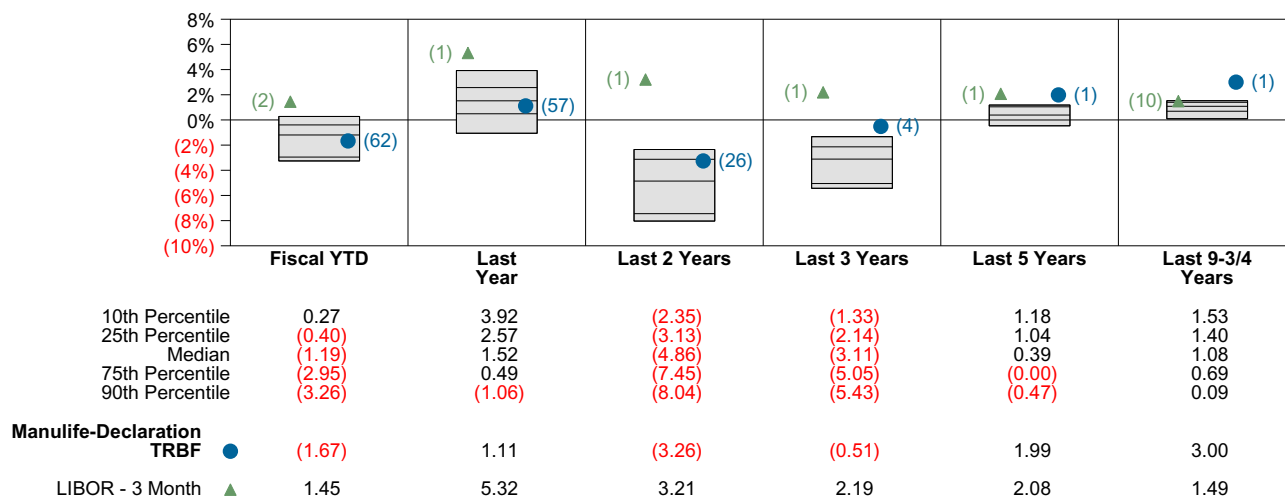 8%
6%
4%
2%
0%
(2%)
(4%)
(6%)
(8%)
(10%)
(2)
(62)
(1)
(57)
(1)
(26)
(1)
(4)
(1)
(1)
(10)
(1)
Fiscal YTD Last Year Last 2 Years Last 3 Years Last 5 Years Last 9-3/4 Years
10th Percentile 0.27 3.92 (2.35) (1.33) 1.18 1.53
25th Percentile (0.40) 2.57 (3.13) (2.14) 1.04 1.40
Median (1.19) 1.52 (4.86) (3.11) 0.39 1.08
75th Percentile (2.95) 0.49 (7.45) (5.05) (0.00) 0.69
90th Percentile (3.26) (1.06) (8.04) (5.43) (0.47) 0.09
Manulife-Declaration
TRBF (1.67) 1.11 (3.26) (0.51) 1.99 3.00
LIBOR - 3 Month 1.45 5.32 3.21 2.19 2.08 1.49